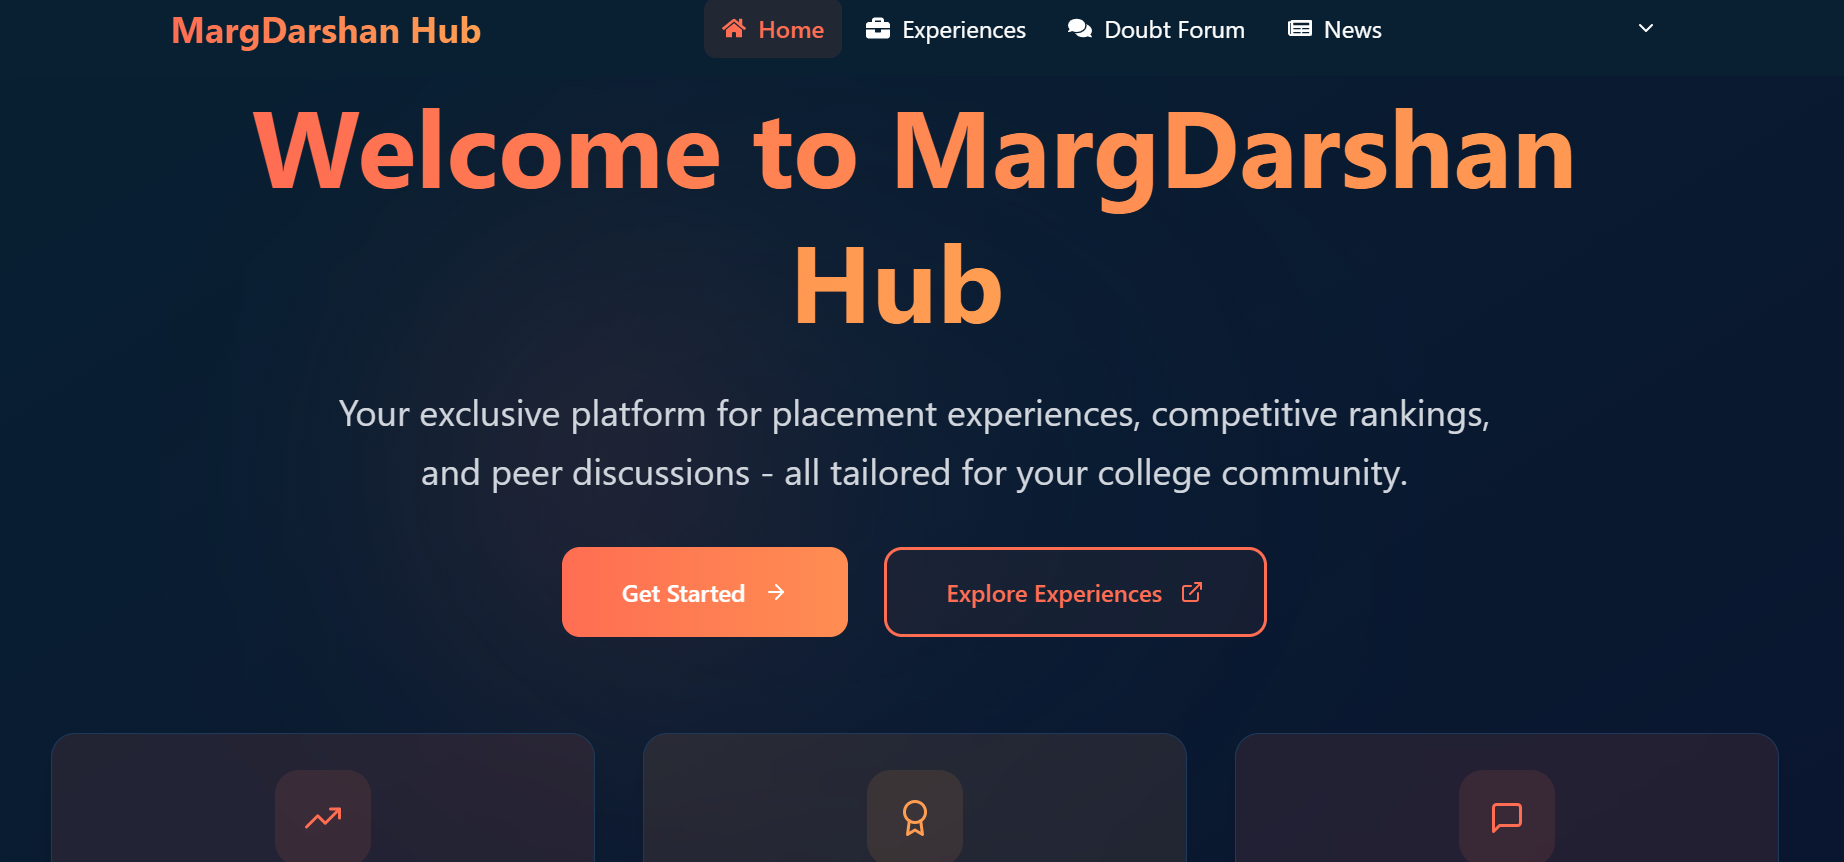 MargDarshan Hub
Home
Experiences
Doubt Forum
News
Welcome to MargDarshan
Hub
Your exclusive platform for placement experiences, competitive rankings,
and peer discussions - all tailored for your college community.
Get Started
Explore Experiences